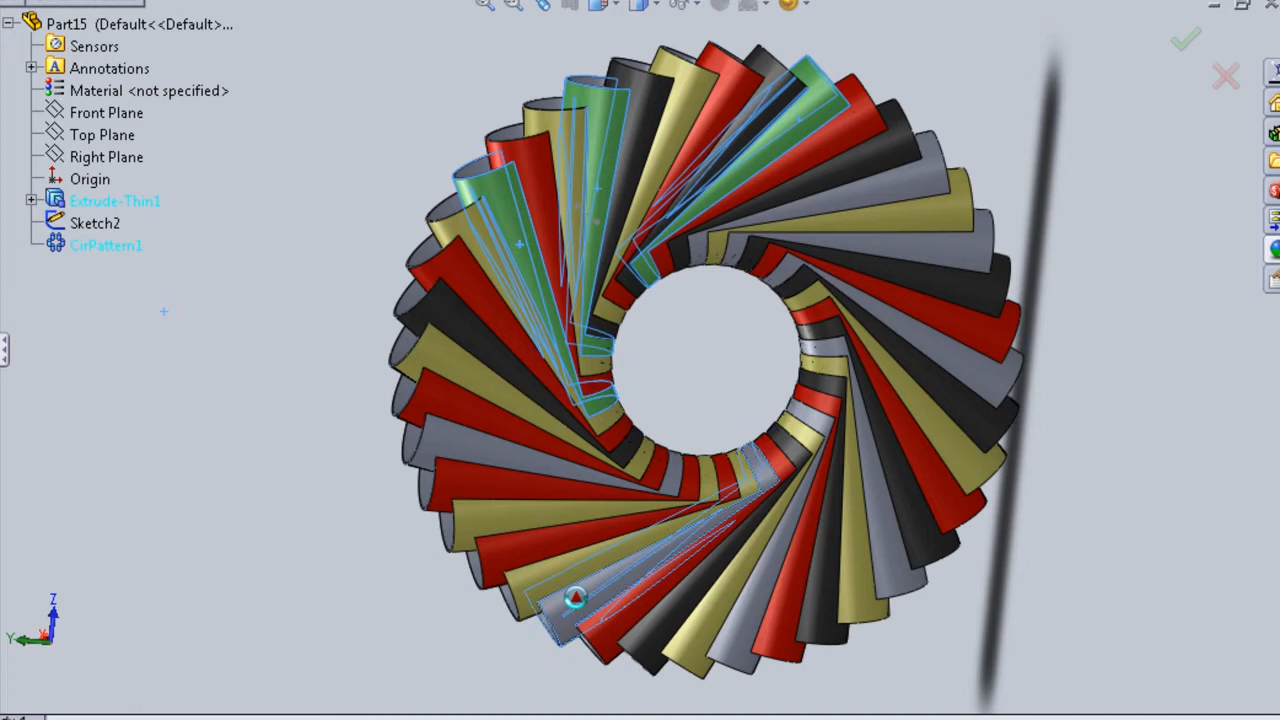 Part15 (Default<<Default>...
Sensors
A Annotations
Material <not specified>
Front Plane
Top Plane
Right Plane
Origin
Extrude-Thin1
Sketch2
CirPattern1
Z
Y